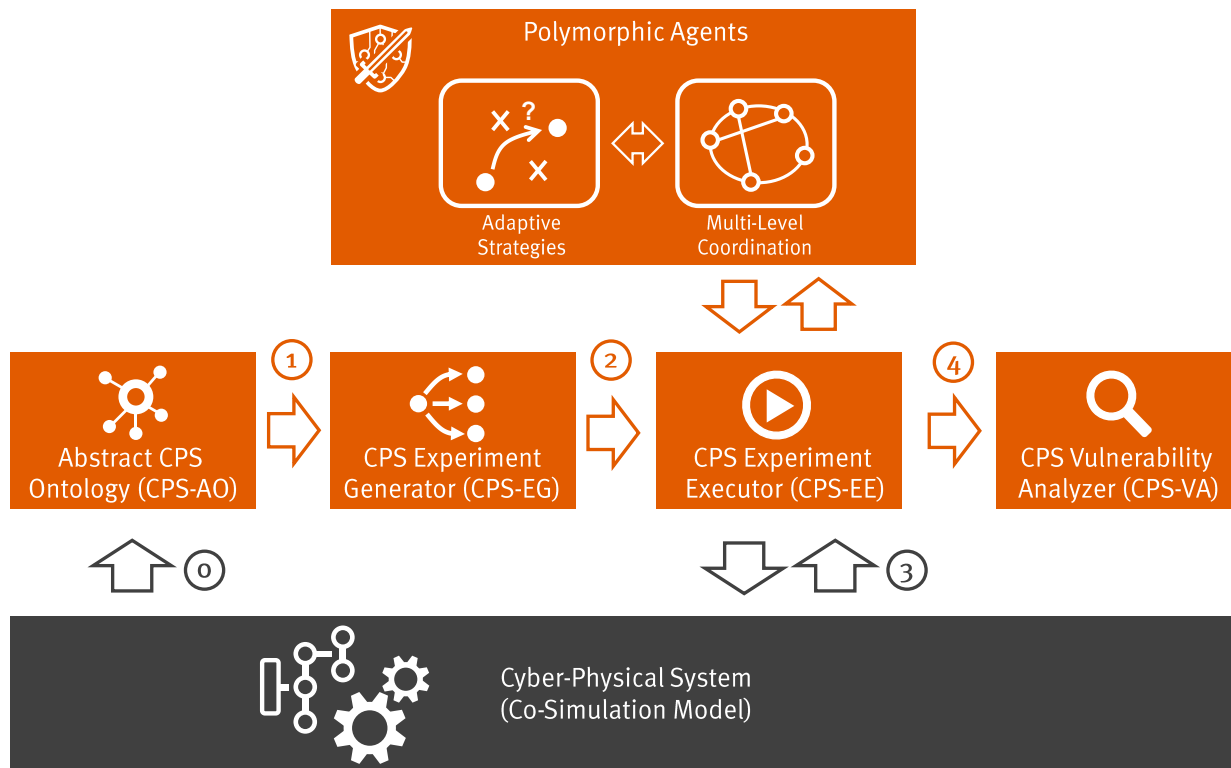 Polymorphic Agents
?
Adaptive
Strategies
Multi-Level
Coordination
1
2
4
Abstract CPS
Ontology (CPS-AO)
CPS Experiment
Generator (CPS-EG)
CPS Experiment
Executor (CPS-EE)
CPS Vulnerability
Analyzer (CPS-VA)
0
3
Cyber-Physical System
(Co-Simulation Model)